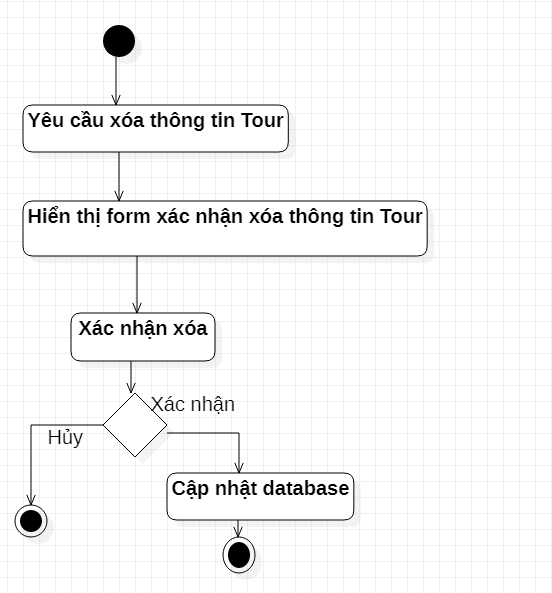 Yêu cầu xóa thông tin Tour
Hiển thị form xác nhận xóa thông tin Tour
Xác nhận xóa
Xác nhận
Hủy
Cập nhật database